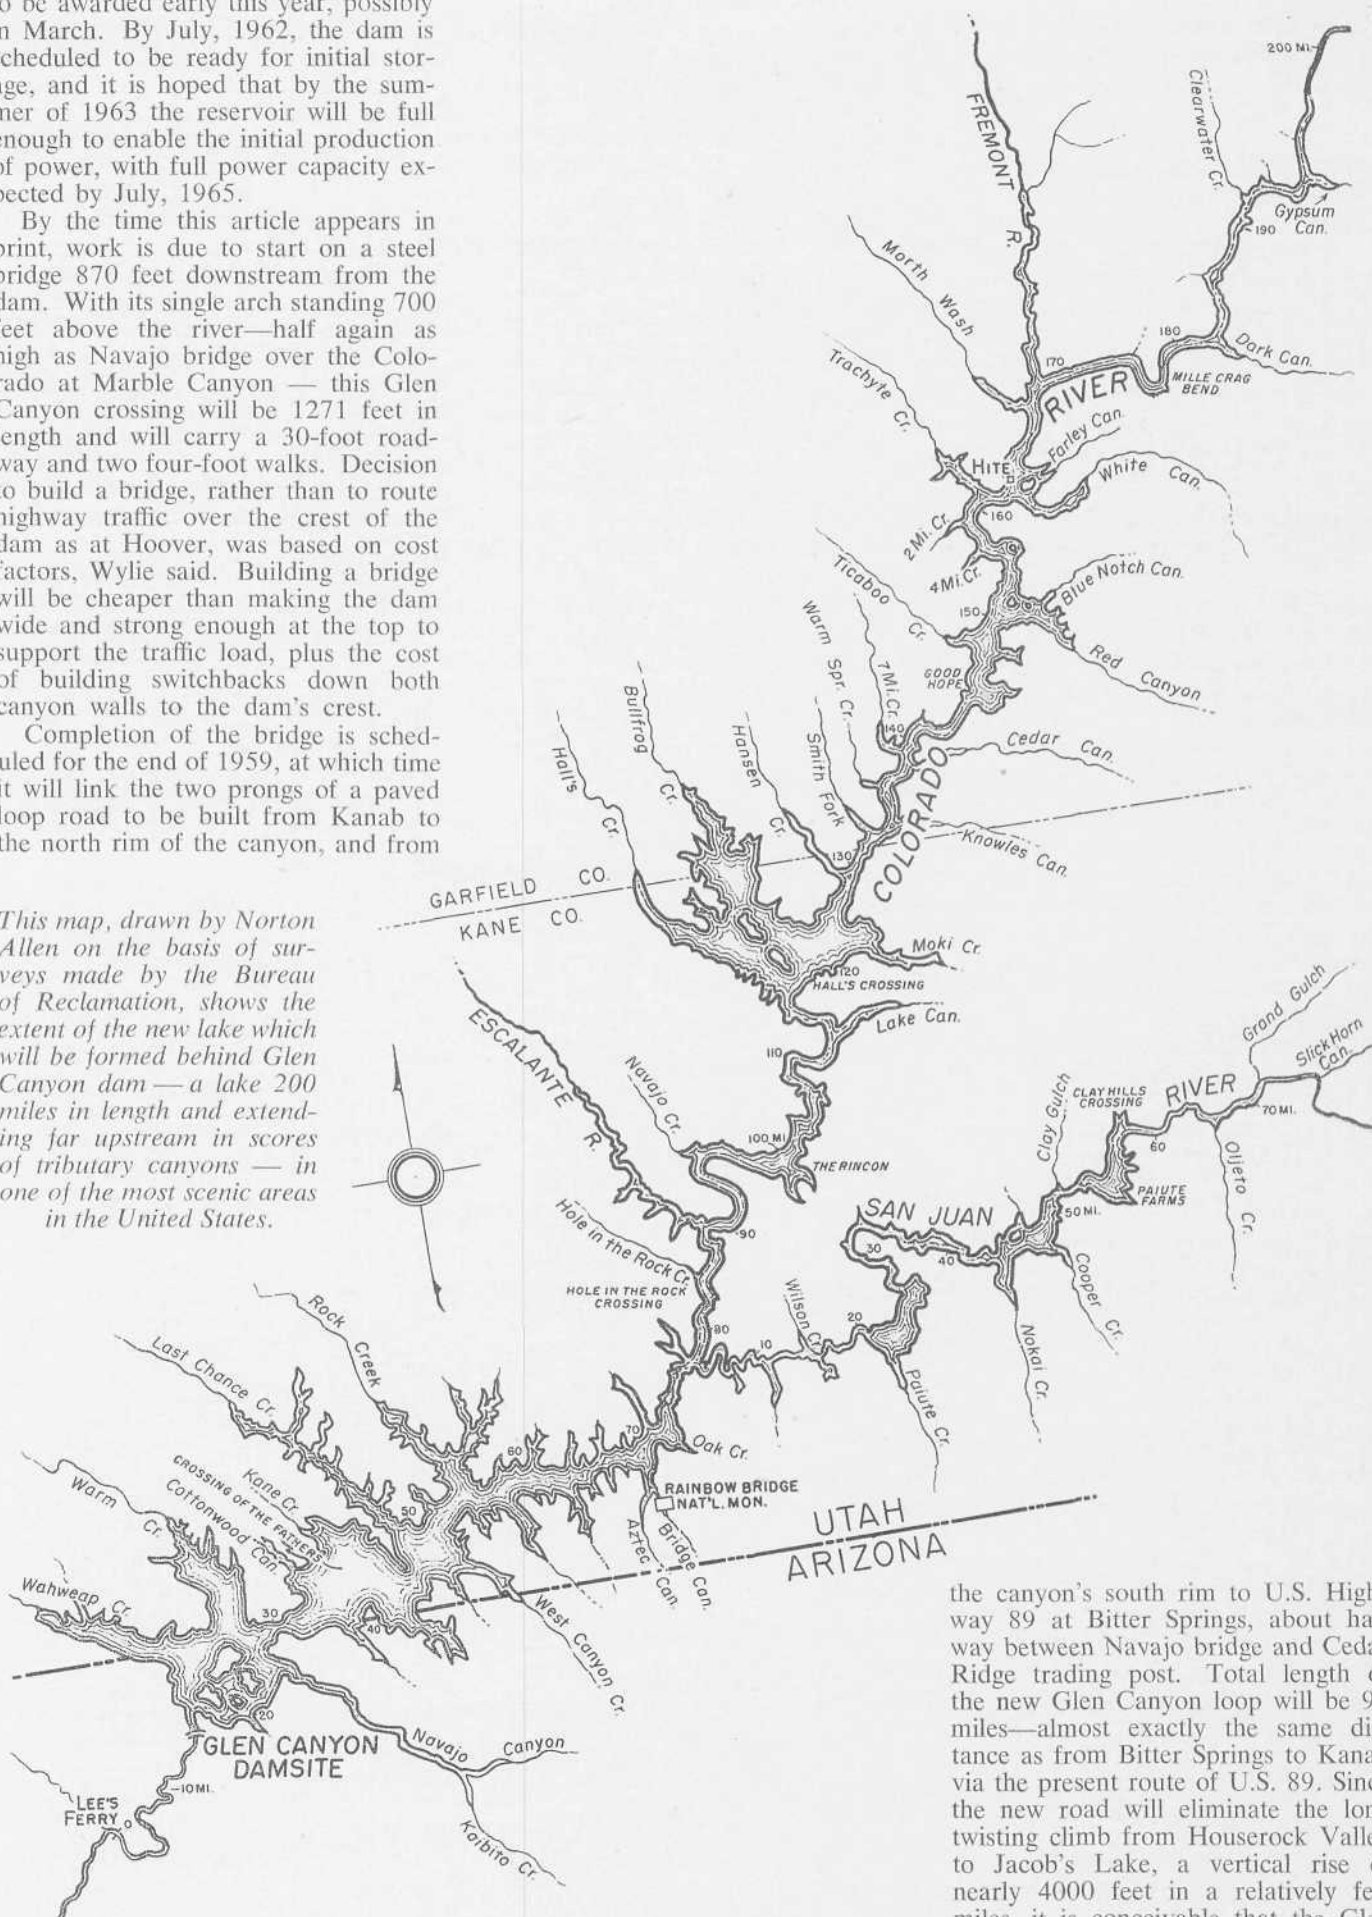 o be awarded early this year, possibly
n March. By July, 1962, the dam is
cheduled to be ready for initial stor-
age, and it is hoped that by the sum-
ner of 1963 the reservoir will be full
enough to enable the initial production
of power, with full power capacity ex-
pected by July, 1965.
By the time this article appears in
print, work is due to start on a steel
bridge 870 feet downstream from the
dam. With its single arch standing 700
feet above the river—half again as
high as Navajo bridge over the Colo-
rado at Marble Canyon — this Glen
Canyon crossing will be 1271 feet in
length and will carry a 30-foot road-
way and two four-foot walks. Decision
to build a bridge, rather than to route
highway traffic over the crest of the
dam as at Hoover, was based on cost
factors, Wylie said. Building a bridge
will be cheaper than making the dam
wide and strong enough at the top to
support the traffic load, plus the cost
of building switchbacks down both
canyon walls to the dam's crest.
Completion of the bridge is sched-
uled for the end of 1959, at which time
it will link the two prongs of a paved
loop road to be built from Kanab to
the north rim of the canyon, and from
This map, drawn by Norton
Allen on the basis of sur-
veys made by the Bureau
of Reclamation, shows the
extent of the new lake which
will be formed behind Glen
Canyon dam — a lake 200
miles in length and extend-
ing far upstream in scores
of tributary canyons — in
one of the most scenic areas
in the United States.
200 MI.
Clearwater Cr.
FREMONT R.
Gypsum
Can.
190
North Wash
180
Dark Can.
170
MILLE CRAG
BEND
RIVER
Trachyte Cr.
Farley Can.
HITE
White Can.
160
2 Mi. Cr.
4 Mi. Cr.
Blue Notch Can.
Ticaboo Cr.
150
Red Canyon
Warm Spr. Cr.
7 Mi. Cr.
GOOD
HOPE
140
Cedar Can.
Bullfrog Cr.
Hansen Cr.
Smith Fork
Hall's Cr.
COLORADO
Knowles Can.
130
GARFIELD CO.
KANE CO.
Moki Cr.
120
HALL'S CROSSING
Lake Can.
110
ESCALANTE R.
Navajo Cr.
100 MI.
THE RINCON
Grand Gulch
Slick Horn
Can.
Clay Gulch
CLAY HILLS
CROSSING
RIVER
70 MI.
60
Oljeto Cr.
PAIUTE
FARMS
50 MI.
SAN JUAN
Hole in the Rock Cr.
90
30
40
Cooper Cr.
HOLE IN THE ROCK
CROSSING
80
Wilson Cr.
20
10
Nokai Cr.
Paiute Cr.
Rock Creek
Last Chance Cr.
70
Oak Cr.
60
RAINBOW BRIDGE
NAT'L. MON.
Kane Cr.
CROSSING OF THE FATHERS
Cottonwood Can.
50
Warm Cr.
Aztec Can.
Bridge Can.
UTAH
ARIZONA
Wahweap Cr.
30
40
West Canyon Cr.
20
GLEN CANYON
DAMSITE
Navajo Canyon
10 MI.
LEE'S
FERRY
Kaibito Cr.
the canyon's south rim to U.S. High
way 89 at Bitter Springs, about ha
way between Navajo bridge and Ceda
Ridge trading post. Total length
the new Glen Canyon loop will be 9
miles—almost exactly the same di
tance as from Bitter Springs to Kana
via the present route of U.S. 89. Sinc
the new road will eliminate the lon
twisting climb from Houserock Valle
to Jacob's Lake, a vertical rise
nearly 4000 feet in a relatively fe